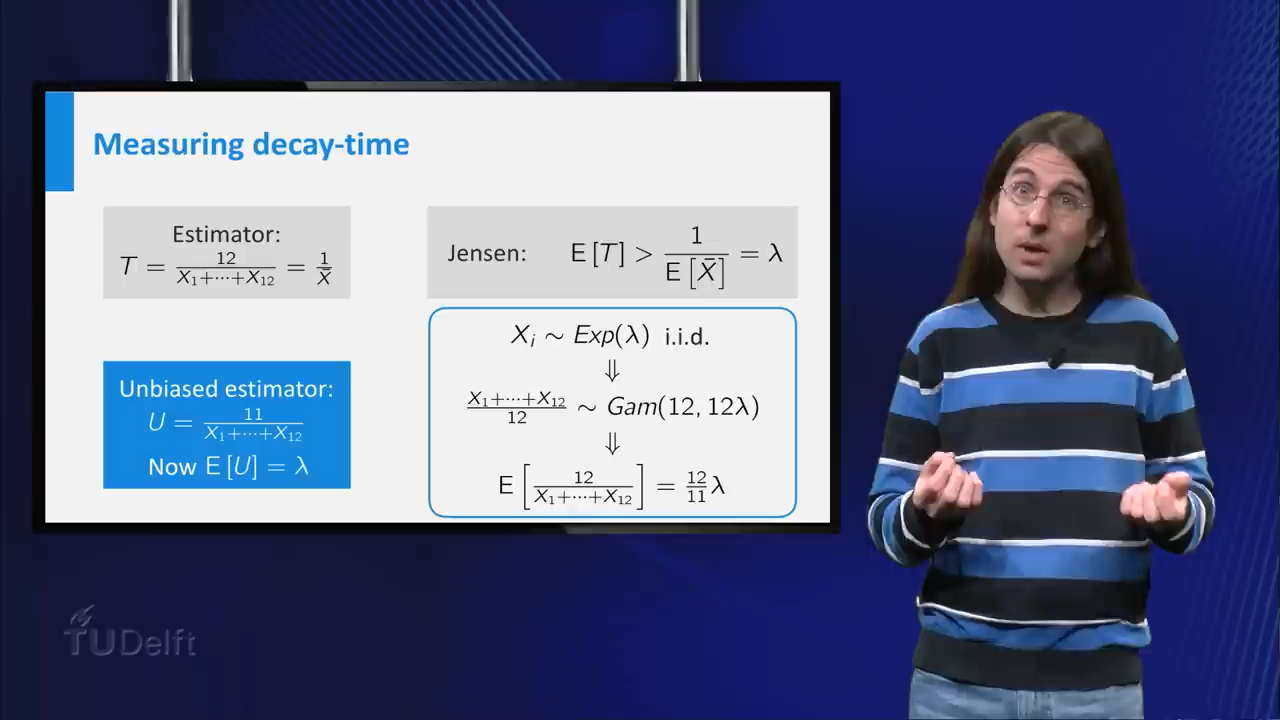 Measuring decay-time
Estimator:
T = 12 / (X₁+···+X₁₂) = 1 / X̄
Jensen: E [T] > 1 / E [X̄] = λ
Xᵢ ∼ Exp(λ) i.i.d.
⇓
(X₁+···+X₁₂) / 12 ∼ Gam(12, 12λ)
⇓
E [12 / (X₁+···+X₁₂)] = 12/11 λ
Unbiased estimator:
U = 11 / (X₁+···+X₁₂)
Now E [U] = λ
TUDelft